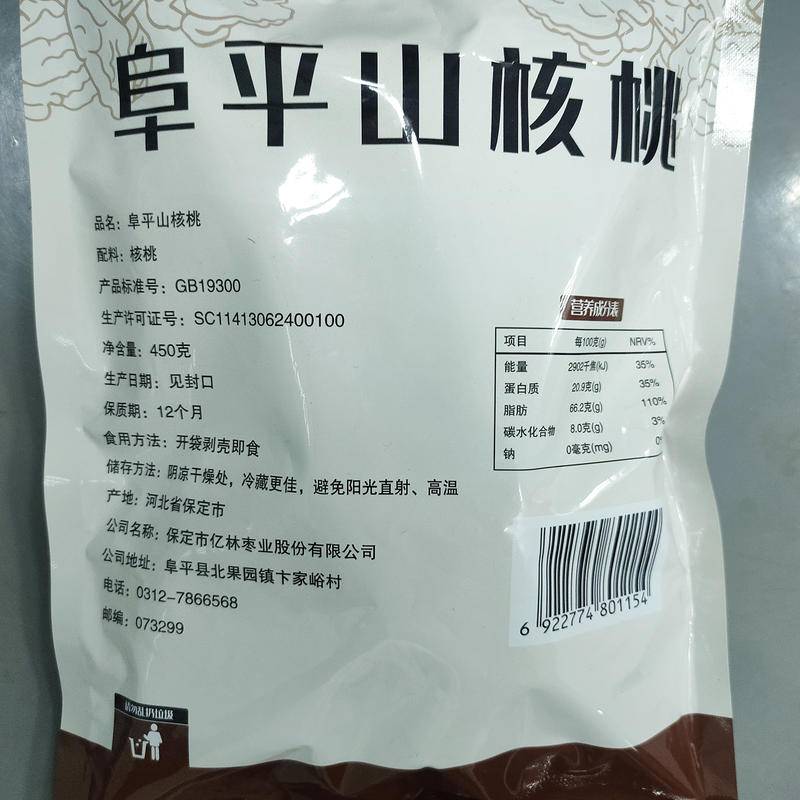 阜平山核桃
品名：阜平山核桃
配料：核桃
产品标准号：GB19300
生产许可证号：SC11413062400100
净含量：450克
生产日期：见封口
保质期：12个月
食用方法：开袋剥壳即食
储存方法：阴凉干燥处，冷藏更佳，避免阳光直射、高温
产地：河北省保定市
公司名称：保定市亿林枣业股份有限公司
公司地址：阜平县北果园镇卞家峪村
电话：0312-7866568
邮编：073299
营养成分表
项目 每100克(g) NRV%
能量 2902千焦(kJ) 35%
蛋白质 20.9克(g) 35%
脂肪 66.2克(g) 110%
碳水化合物 8.0克(g) 3%
钠 0毫克(mg) 0%
6 922774 801154
请勿乱扔垃圾